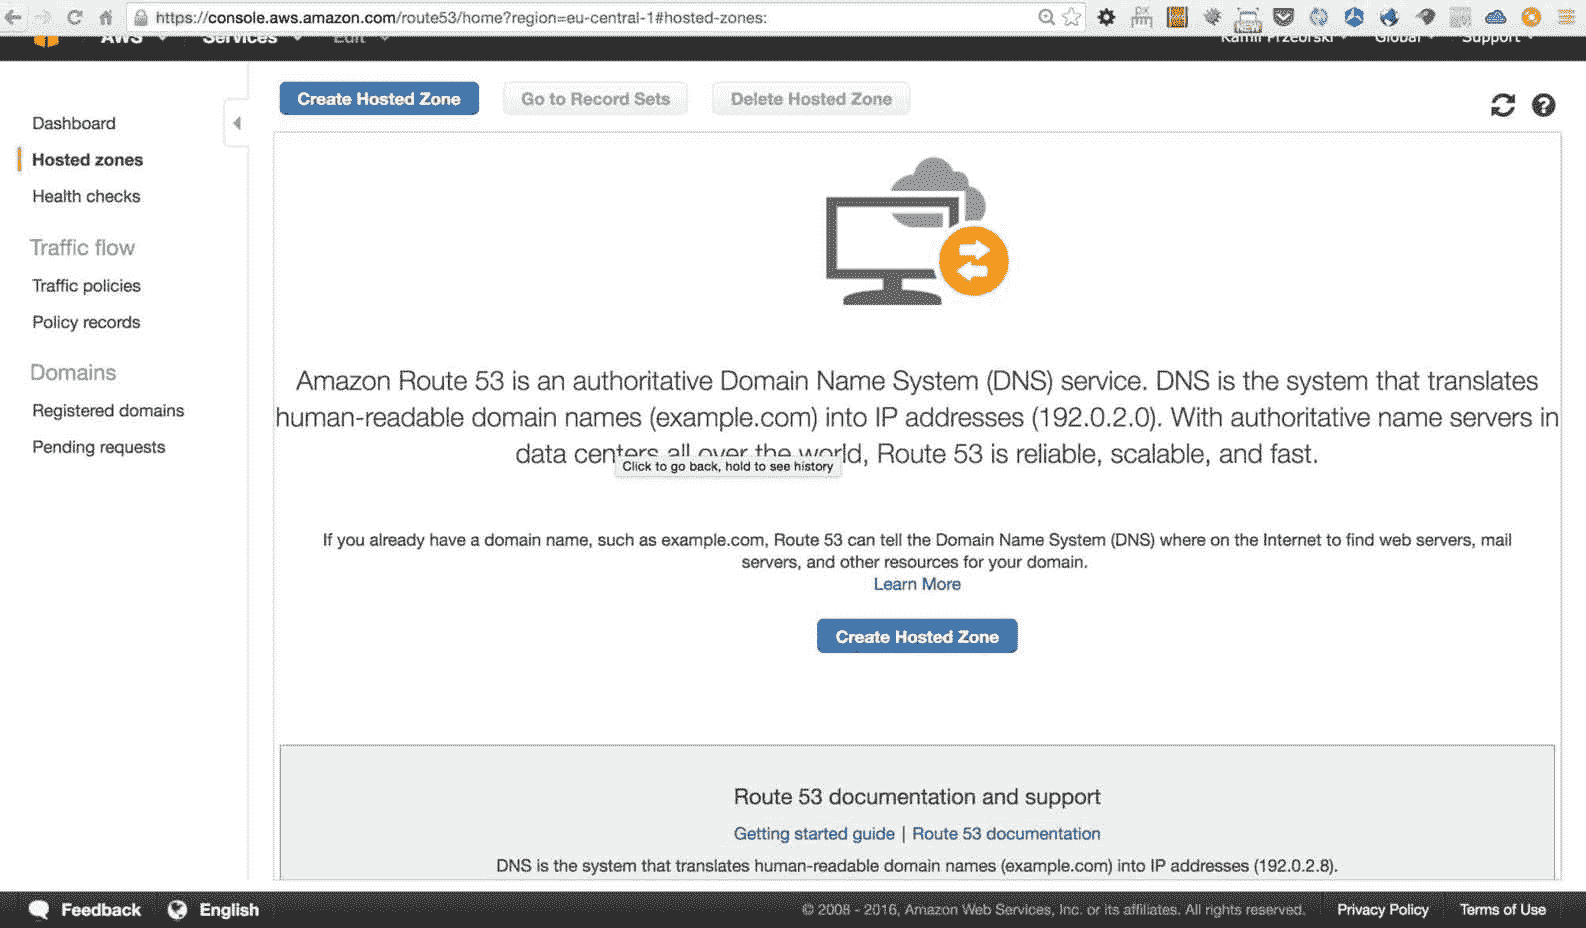 https://console.aws.amazon.com/route53/home?region=eu-central-1#hosted-zones:
AWS Services Edit Kamil Przeorski Global Support
Create Hosted Zone Go to Record Sets Delete Hosted Zone
Dashboard
Hosted zones
Health checks
Traffic flow
Traffic policies
Policy records
Domains
Registered domains
Pending requests
Amazon Route 53 is an authoritative Domain Name System (DNS) service. DNS is the system that translates
human-readable domain names (example.com) into IP addresses (192.0.2.0). With authoritative name servers in
data centers all over the world, Route 53 is reliable, scalable, and fast.
Click to go back, hold to see history
If you already have a domain name, such as example.com, Route 53 can tell the Domain Name System (DNS) where on the Internet to find web servers, mail
servers, and other resources for your domain.
Learn More
Create Hosted Zone
Route 53 documentation and support
Getting started guide | Route 53 documentation
DNS is the system that translates human-readable domain names (example.com) into IP addresses (192.0.2.8).
Feedback English © 2008 - 2016, Amazon Web Services, Inc. or its affiliates. All rights reserved. Privacy Policy Terms of Use